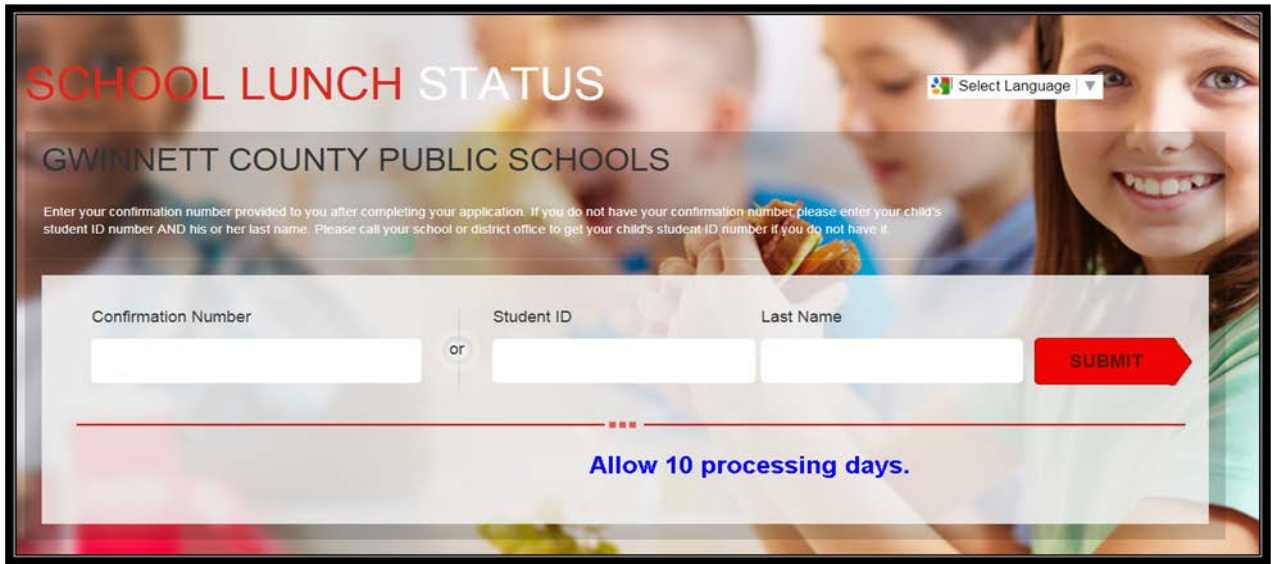 SCHOOL LUNCH STATUS
Select Language ▼
GWINNETT COUNTY PUBLIC SCHOOLS
Enter your confirmation number provided to you after completing your application. If you do not have your confirmation number please enter your child's
student ID number AND his or her last name. Please call your school or district office to get your child's student ID number if you do not have it.
Confirmation Number
or
Student ID
Last Name
SUBMIT
Allow 10 processing days.